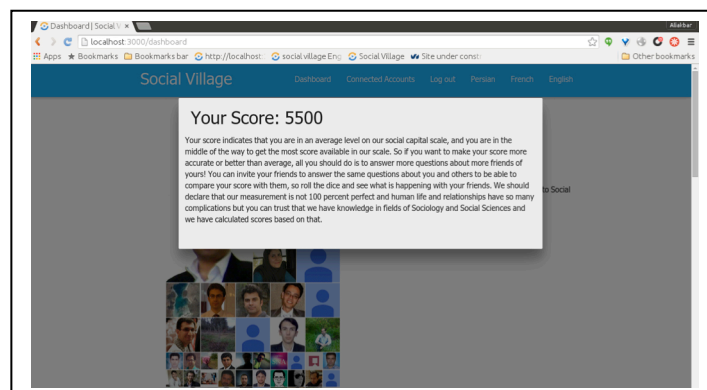 Dashboard | Social V
Aliakbar
localhost:3000/dashboard
Apps Bookmarks Bookmarks bar http://localhost: social village Eng Social Village Site under constr Other bookmarks
Social Village Dashboard Connected Accounts Log out Persian French English
Your Score: 5500
Your score indicates that you are in an average level on our social capital scale, and you are in the
middle of the way to get the most score available in our scale. So if you want to make your score more
accurate or better than average, all you should do is to answer more questions about more friends of
yours! You can invite your friends to answer the same questions about you and others to be able to
compare your score with them, so roll the dice and see what is happening with your friends. We should
declare that our measurement is not 100 percent perfect and human life and relationships have so many
complications but you can trust that we have knowledge in fields of Sociology and Social Sciences and
we have calculated scores based on that.
to Social